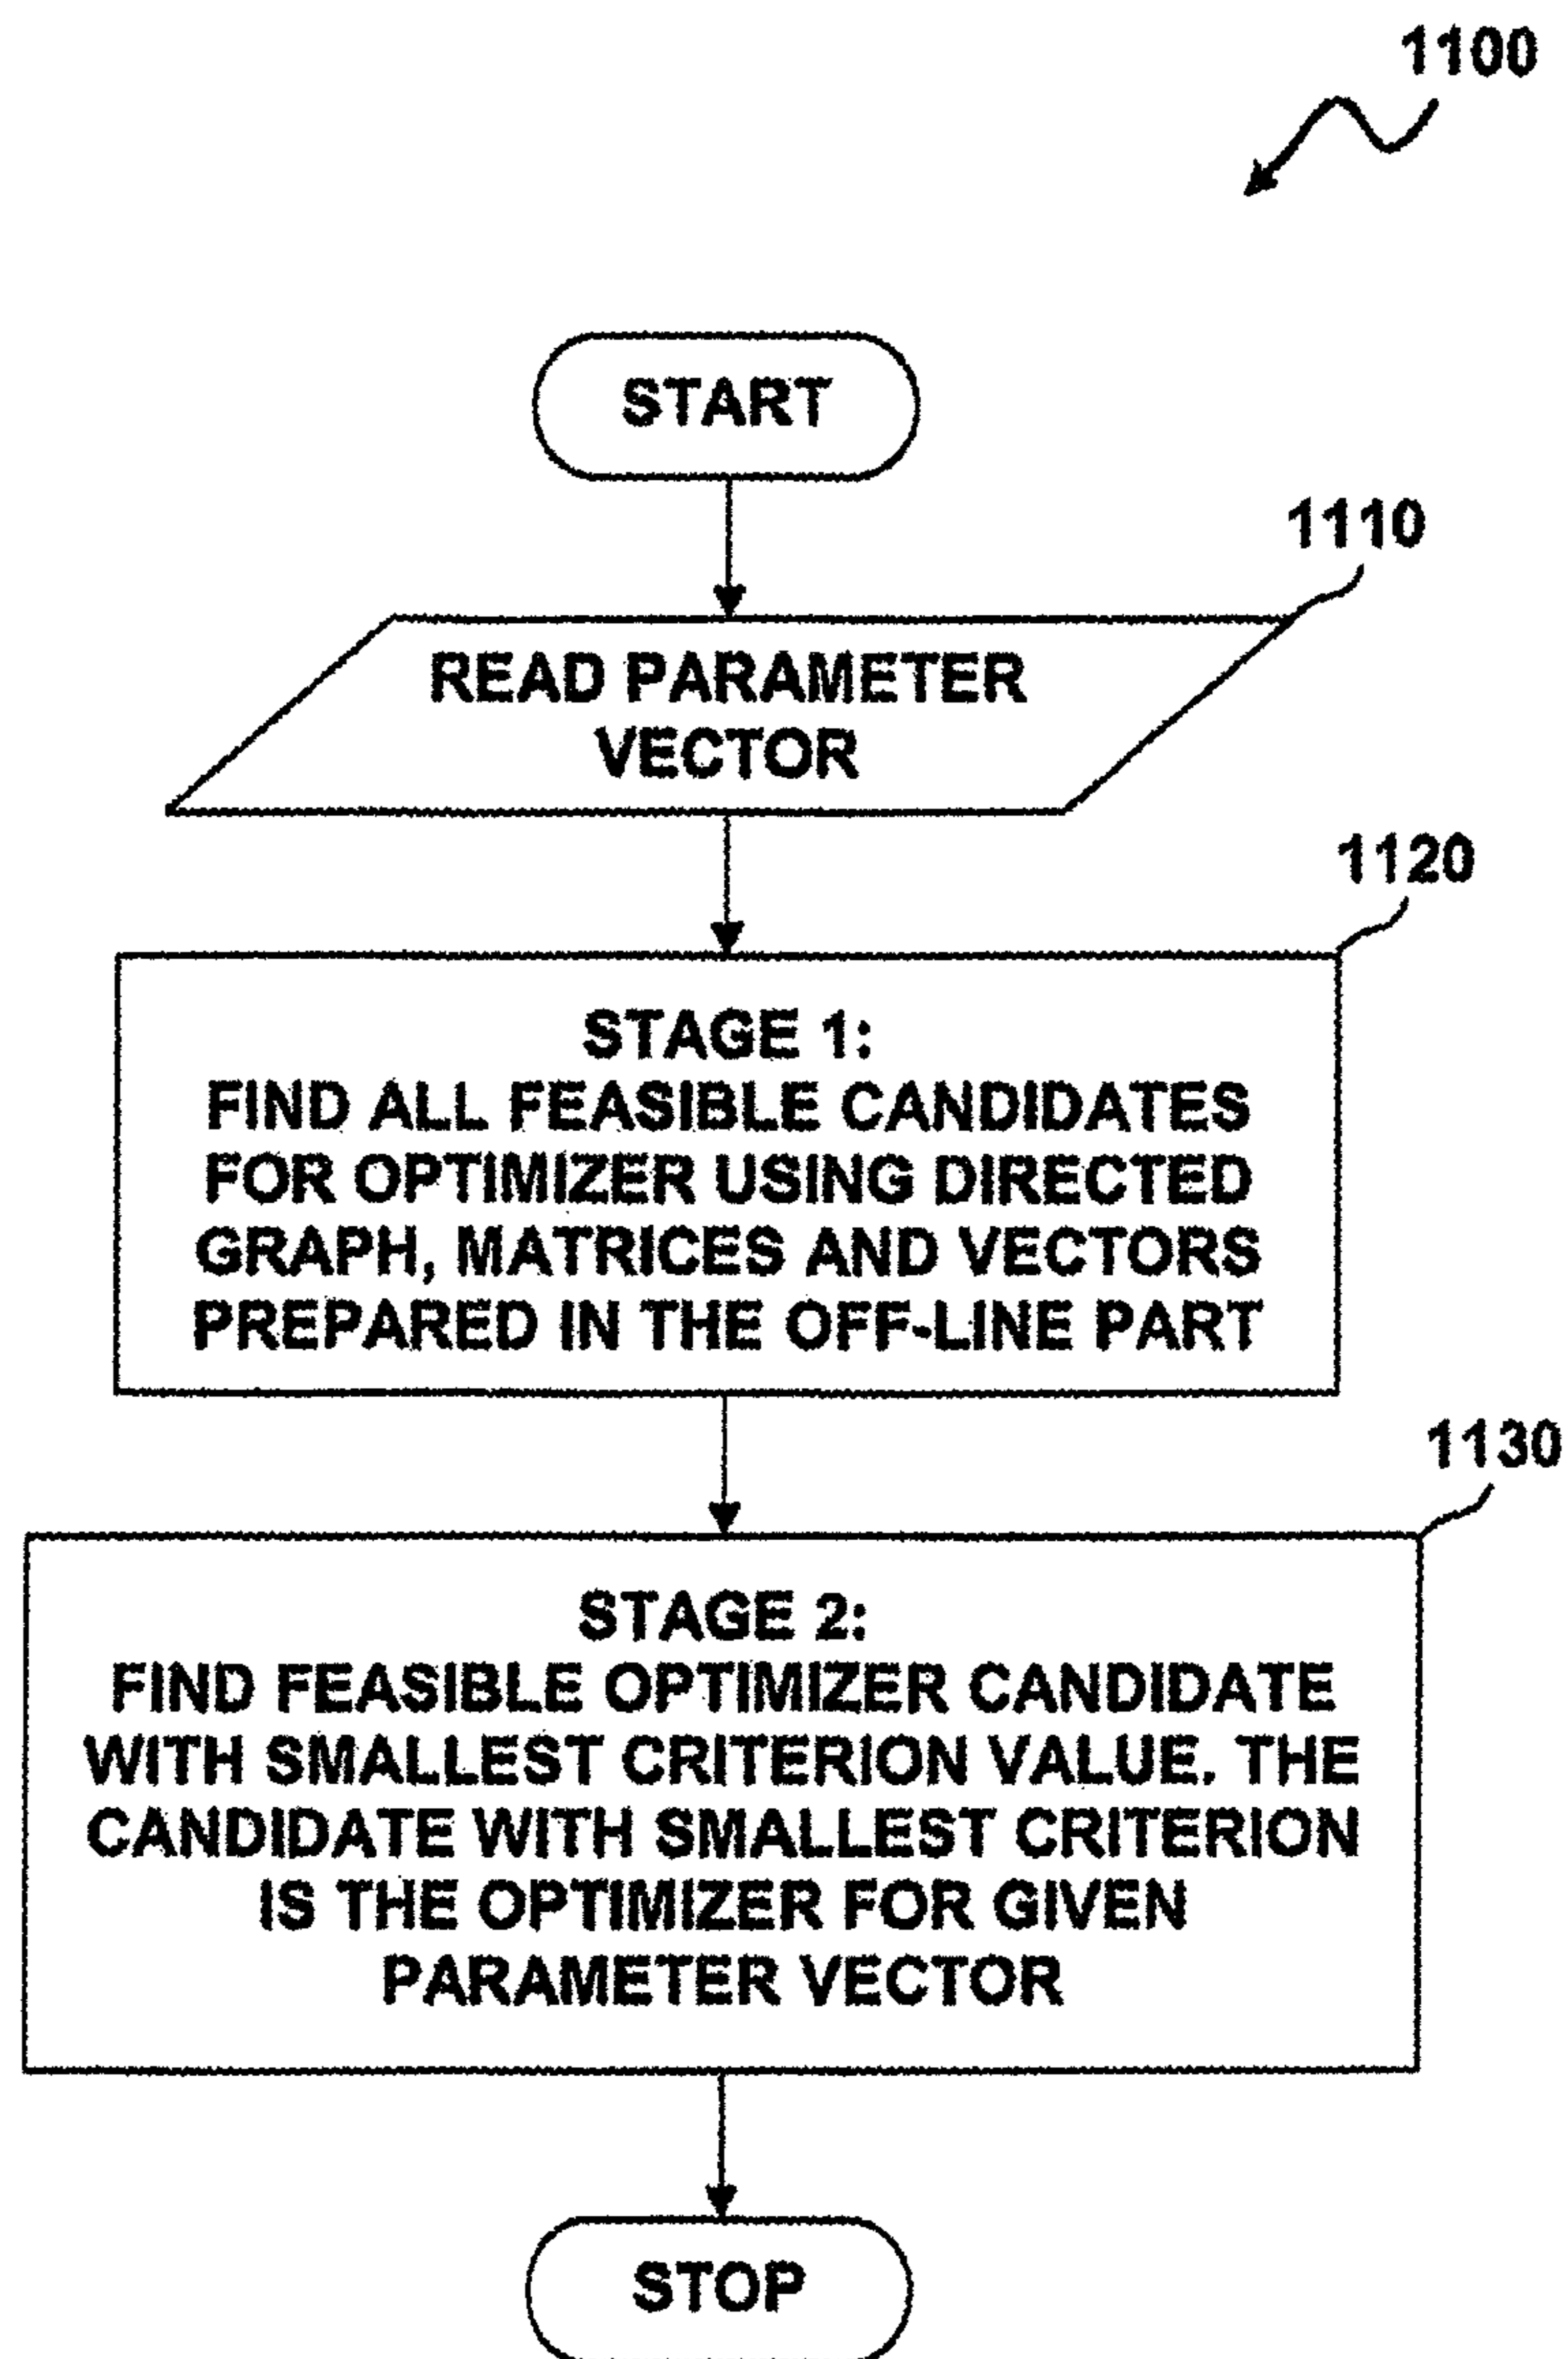 1100
START
1110
READ PARAMETER
VECTOR
1120
STAGE 1:
FIND ALL FEASIBLE CANDIDATES
FOR OPTIMIZER USING DIRECTED
GRAPH, MATRICES AND VECTORS
PREPARED IN THE OFF-LINE PART
1130
STAGE 2:
FIND FEASIBLE OPTIMIZER CANDIDATE
WITH SMALLEST CRITERION VALUE. THE
CANDIDATE WITH SMALLEST CRITERION
IS THE OPTIMIZER FOR GIVEN
PARAMETER VECTOR
STOP